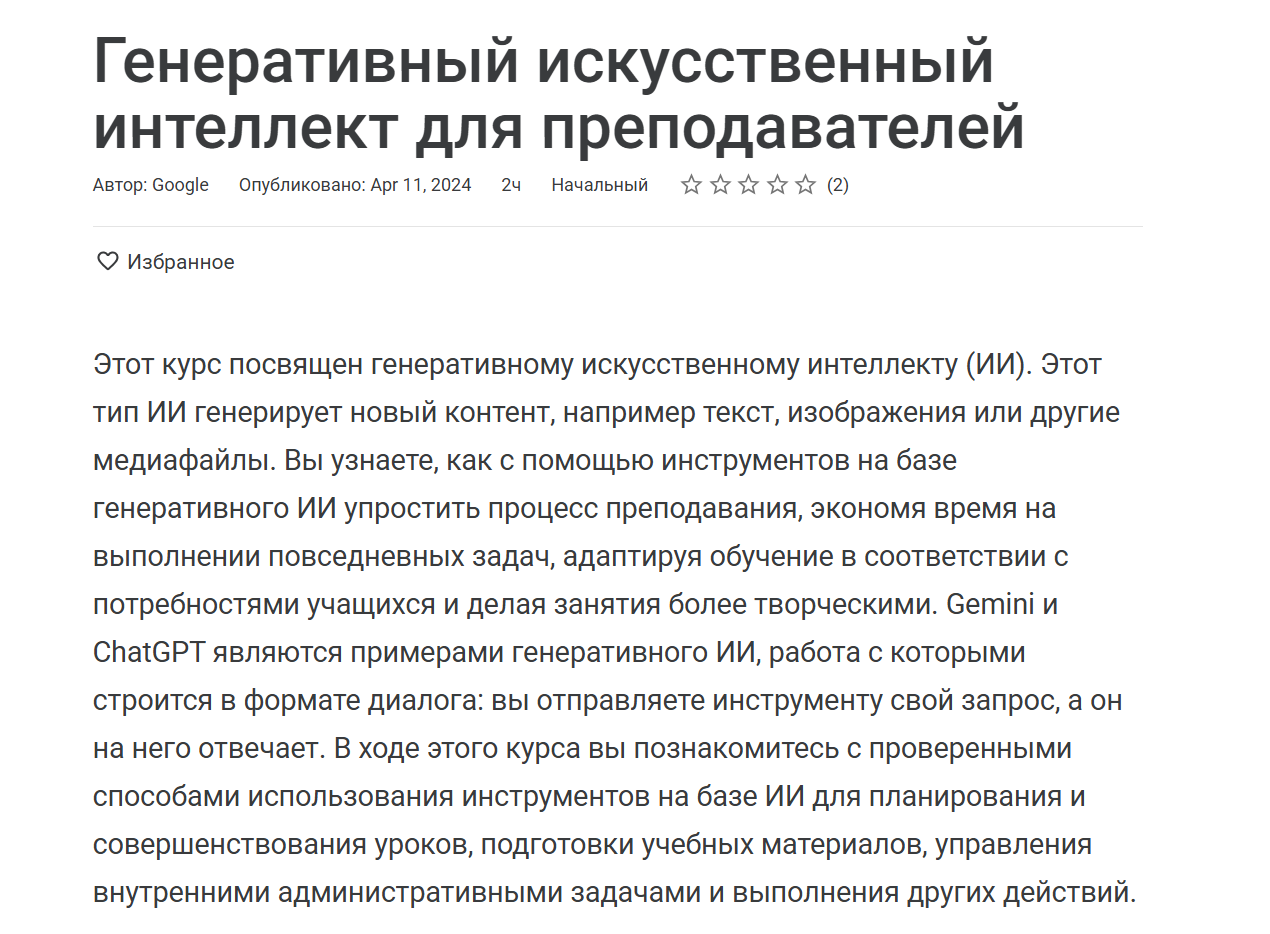 Генеративный искусственный
интеллект для преподавателей
Автор: Google Опубликовано: Apr 11, 2024 2ч Начальный (2)
Избранное
Этот курс посвящен генеративному искусственному интеллекту (ИИ). Этот
тип ИИ генерирует новый контент, например текст, изображения или другие
медиафайлы. Вы узнаете, как с помощью инструментов на базе
генеративного ИИ упростить процесс преподавания, экономя время на
выполнении повседневных задач, адаптируя обучение в соответствии с
потребностями учащихся и делая занятия более творческими. Gemini и
ChatGPT являются примерами генеративного ИИ, работа с которыми
строится в формате диалога: вы отправляете инструменту свой запрос, а он
на него отвечает. В ходе этого курса вы познакомитесь с проверенными
способами использования инструментов на базе ИИ для планирования и
совершенствования уроков, подготовки учебных материалов, управления
внутренними административными задачами и выполнения других действий.